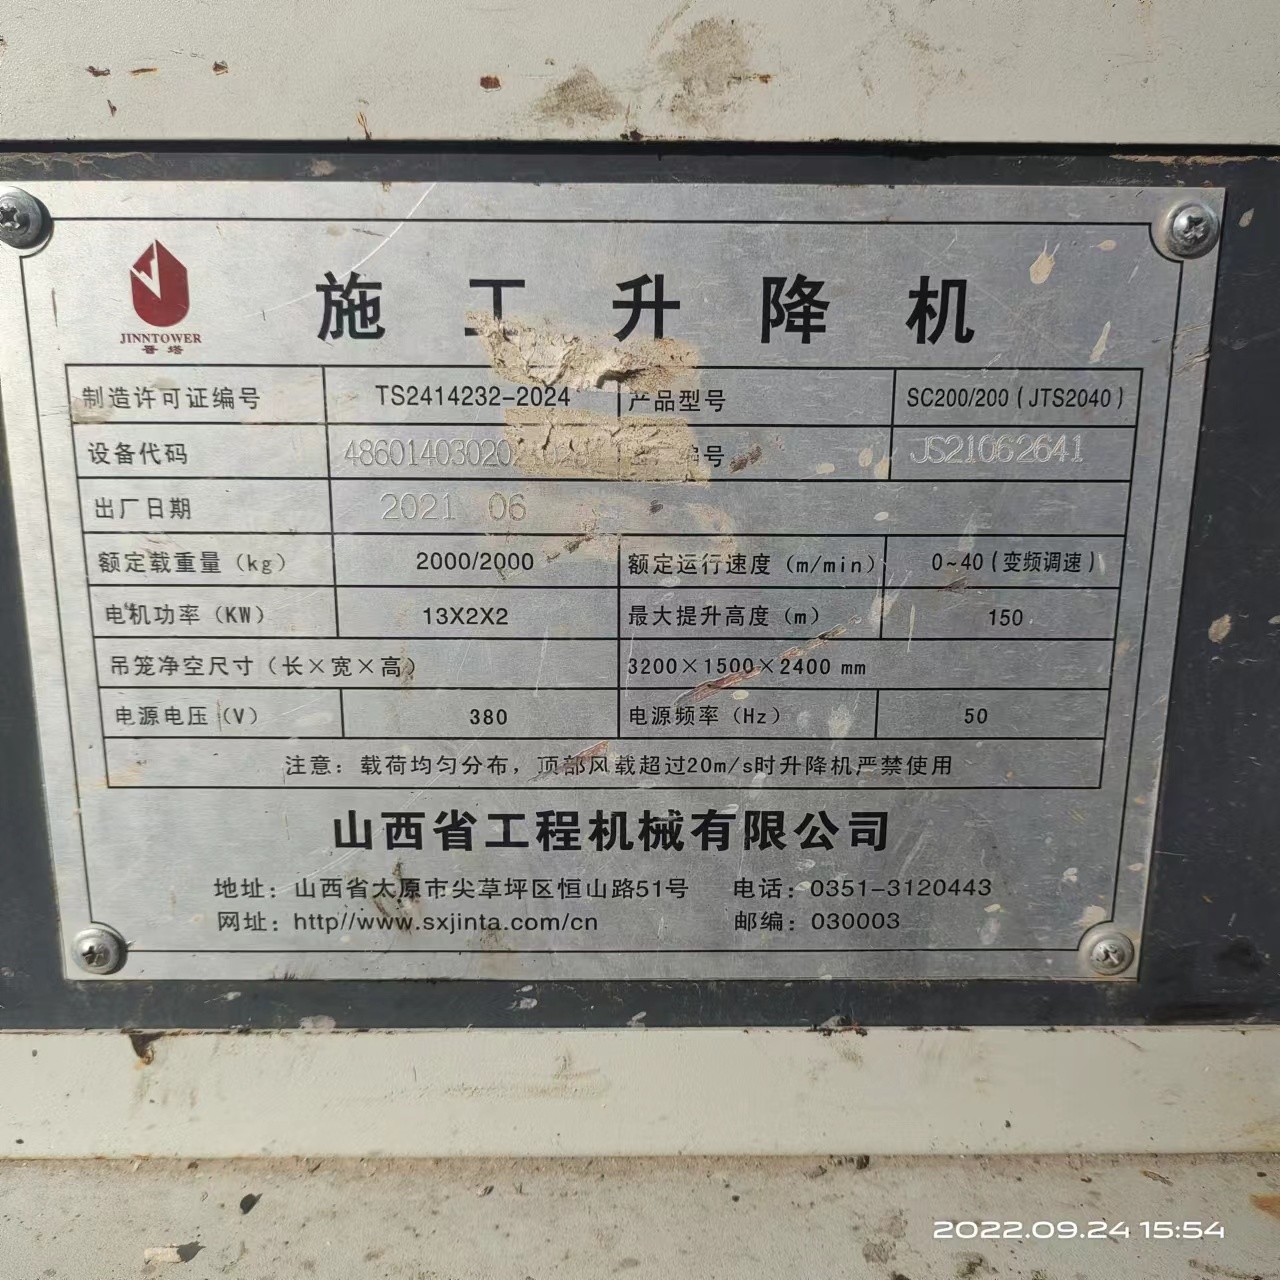 JINNTOWER
晋塔
施工升降机
制造许可证编号 TS2414232-2024 产品型号 SC200/200（JTS2040）
设备代码 48601403020 编号 JS21062641
出厂日期 2021 06
额定载重量（kg） 2000/2000 额定运行速度（m/min） 0~40（变频调速）
电机功率（KW） 13X2X2 最大提升高度（m） 150
吊笼净空尺寸（长×宽×高） 3200×1500×2400 mm
电源电压（V） 380 电源频率（Hz） 50
注意：载荷均匀分布，顶部风载超过20m/s时升降机严禁使用
山西省工程机械有限公司
地址：山西省太原市尖草坪区恒山路51号 电话：0351-3120443
网址：http//www.sxjinta.com/cn 邮编：030003
2022.09.24 15:54